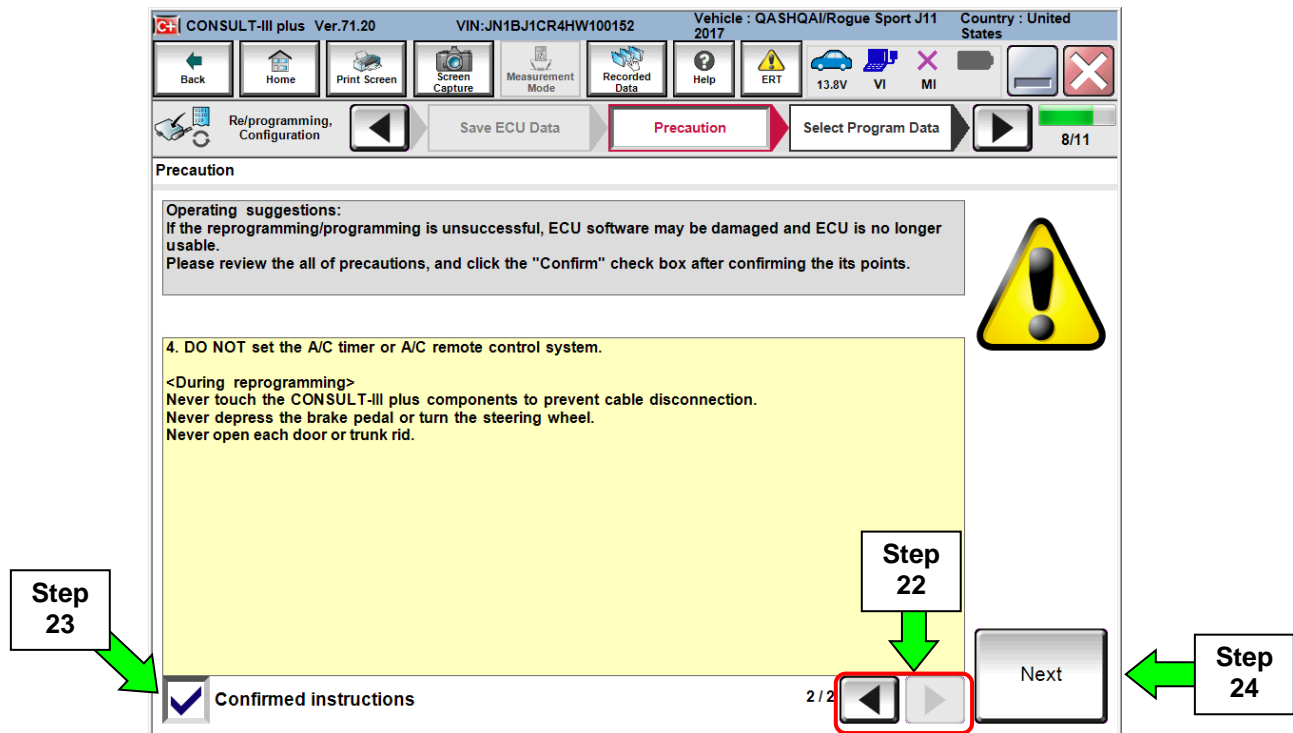 CONSULT-III plus Ver.71.20 VIN:JN1BJ1CR4HW100152 Vehicle : QASHQAI/Rogue Sport J11 2017 Country : United States
Back Home Print Screen Screen Capture Measurement Mode Recorded Data Help ERT 13.8V VI MI
Re/programming, Configuration Save ECU Data Precaution Select Program Data 8/11
Precaution
Operating suggestions:
If the reprogramming/programming is unsuccessful, ECU software may be damaged and ECU is no longer
usable.
Please review the all of precautions, and click the "Confirm" check box after confirming the its points.
4. DO NOT set the A/C timer or A/C remote control system.
<During reprogramming>
Never touch the CONSULT-III plus components to prevent cable disconnection.
Never depress the brake pedal or turn the steering wheel.
Never open each door or trunk rid.
Step
22
Step
23
Confirmed instructions
2 / 2
Next
Step
24